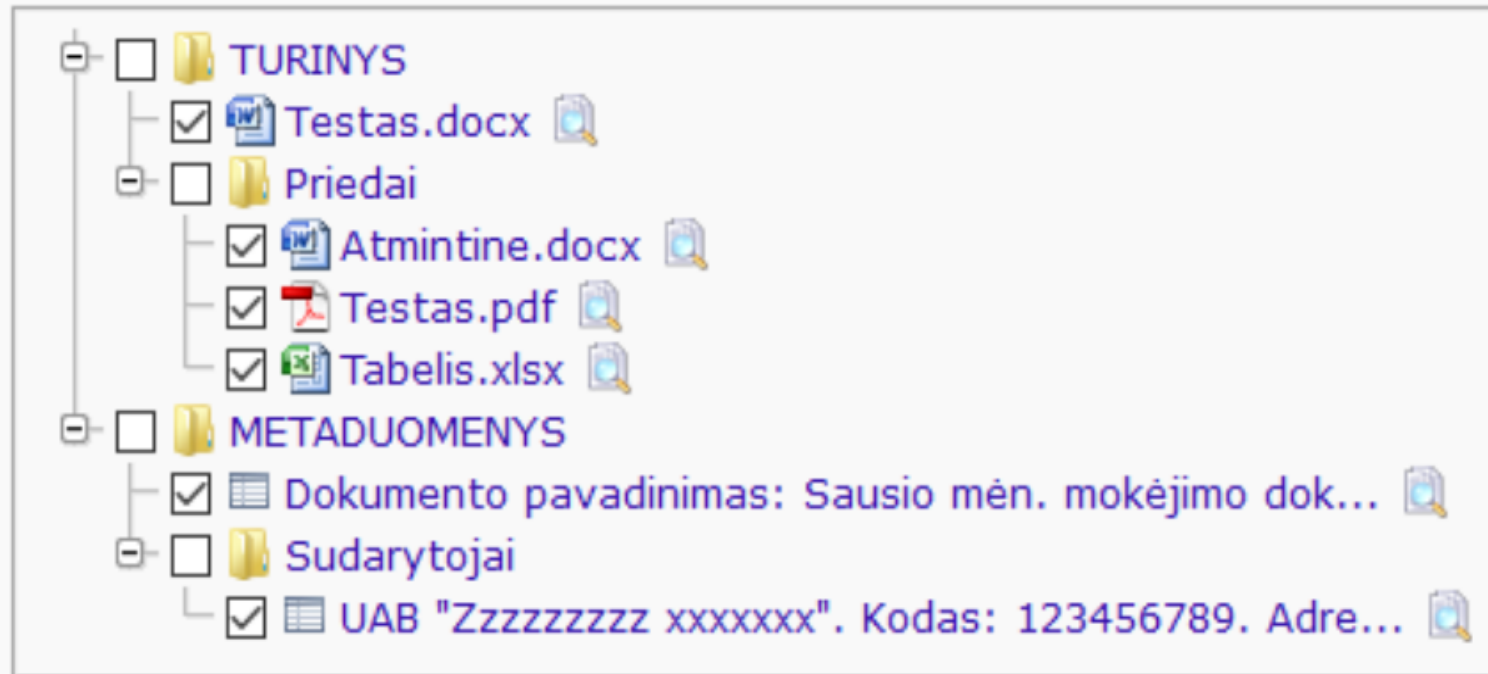 TURINYS
Testas.docx
Priedai
Atmintine.docx
Testas.pdf
Tabelis.xlsx
METADUOMENYS
Dokumento pavadinimas: Sausio mėn. mokėjimo dok...
Sudarytojai
UAB "Zzzzzzzzz xxxxxxx". Kodas: 123456789. Adre...